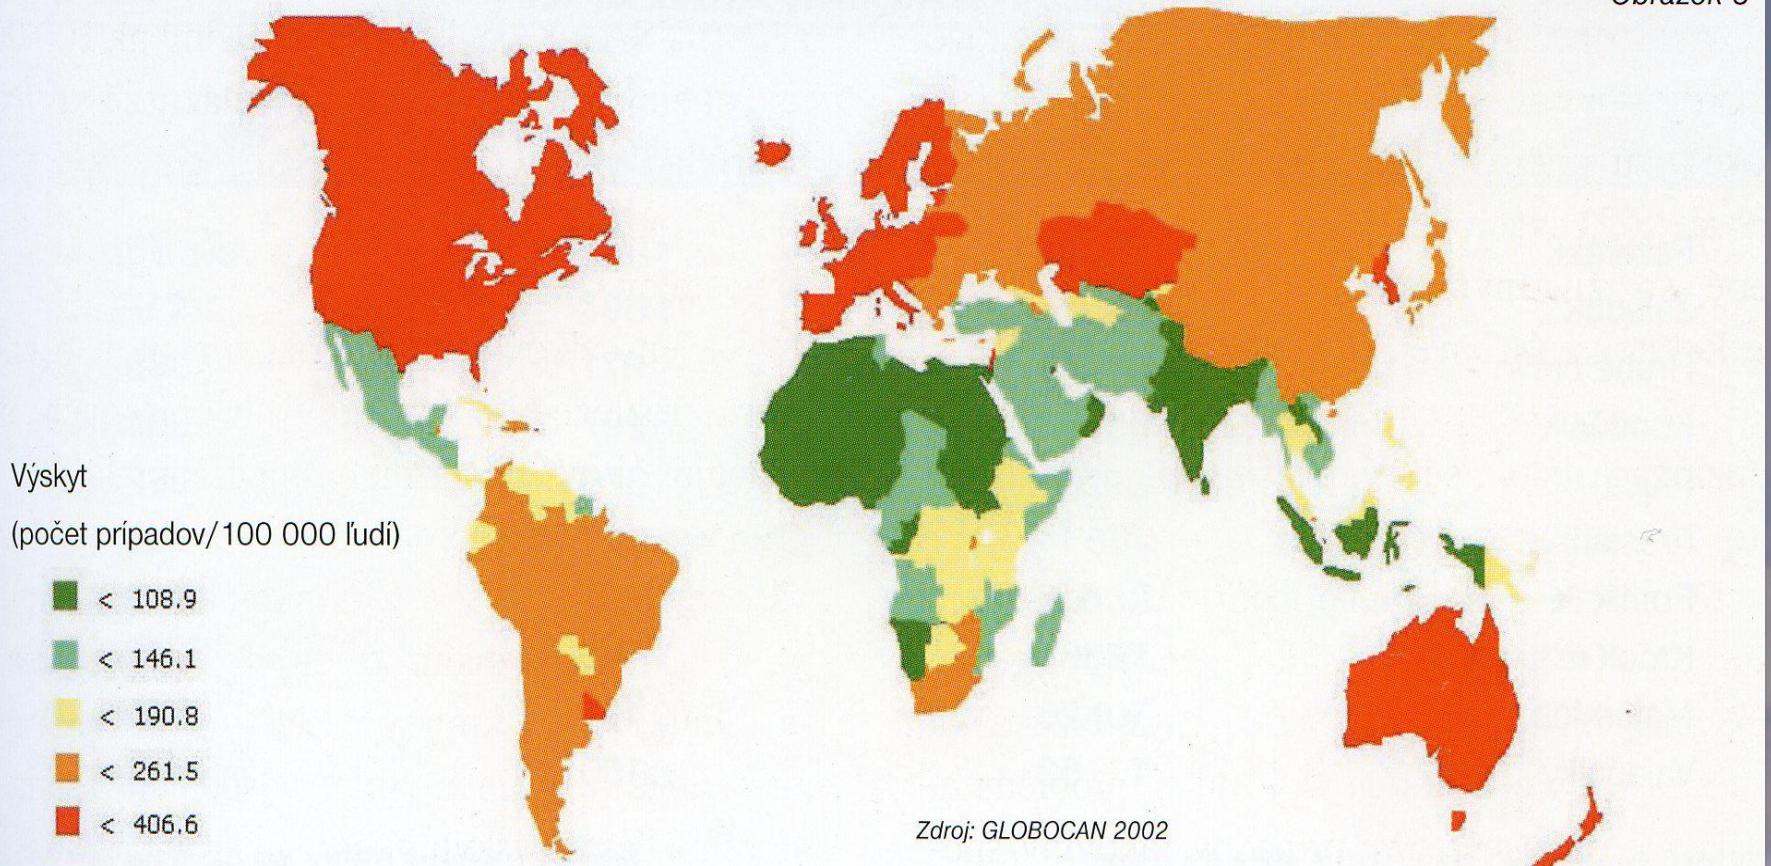 Výskyt
(počet prípadov/100 000 ľudí)
< 108.9
< 146.1
< 190.8
< 261.5
< 406.6
Zdroj: GLOBOCAN 2002